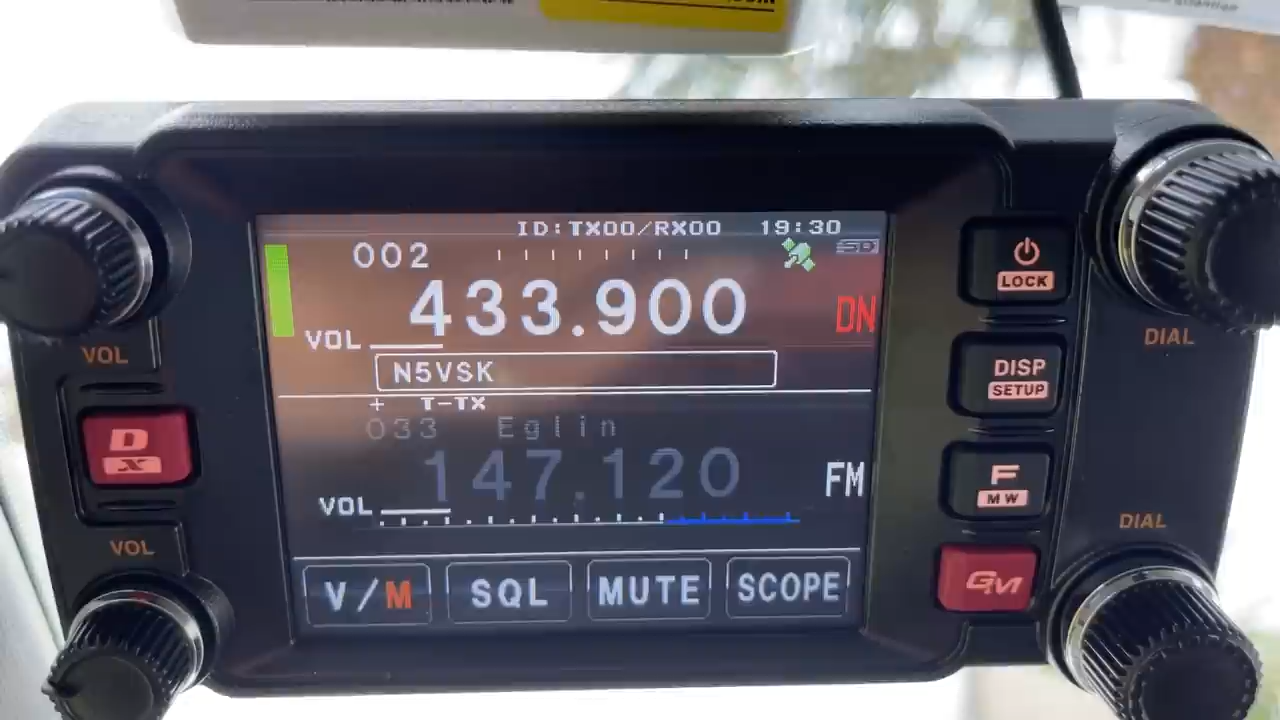 ID:TX00/RX00 19:30
002
SD
433.900
DN
VOL
N5VSK
+ T-TX
033 Eglin
147.120
FM
VOL
V/M SQL MUTE SCOPE
VOL
D
X
VOL
LOCK
DISP
SETUP
F
MW
GM
DIAL
DIAL